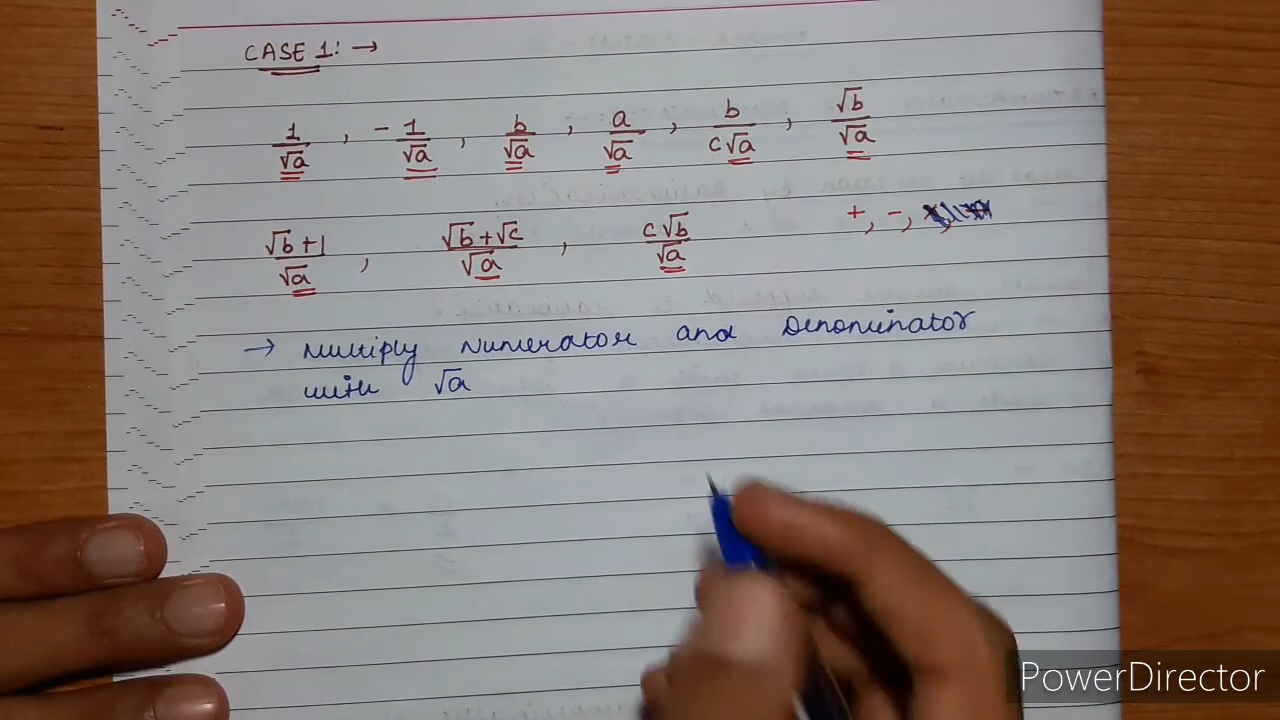 CASE 1: →
1/√a , - 1/√a , b/√a , a/√a , b/c√a , √b/√a
√b+1/√a , √b+√c/√a , c√b/√a +, -,
→ Multiply Numerator and Denominator
with √a
PowerDirector